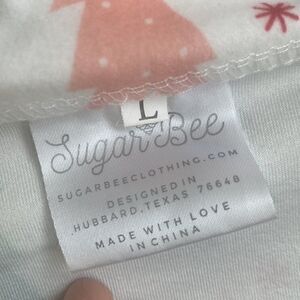 L
Sugar Bee
SUGARBEECLOTHING.COM
DESIGNED IN
HUBBARD, TEXAS 76648
MADE WITH LOVE
IN CHINA